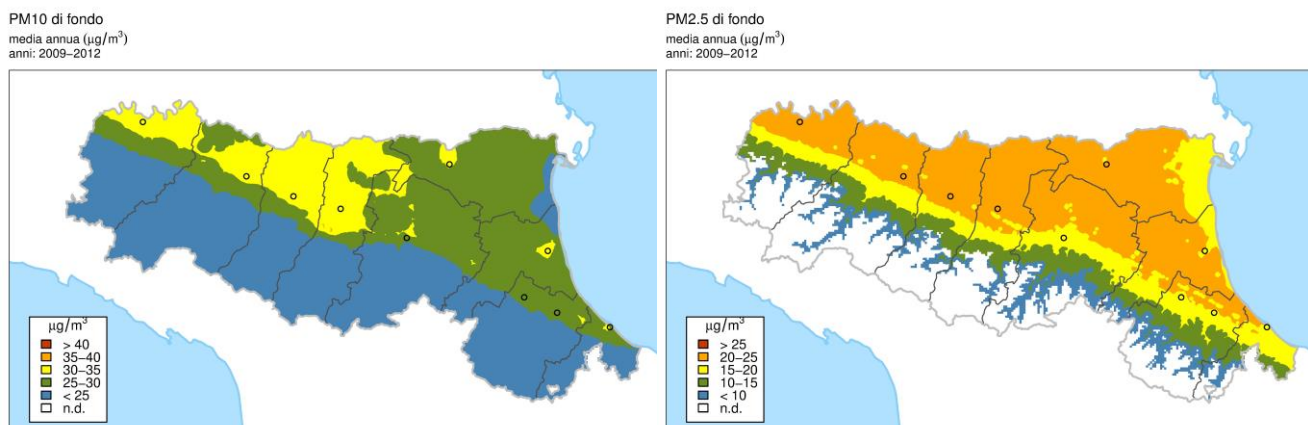 PM10 di fondo
media annua (μg/m³)
anni: 2009−2012
μg/m³
> 40
35−40
30−35
25−30
< 25
n.d.
PM2.5 di fondo
media annua (μg/m³)
anni: 2009−2012
μg/m³
> 25
20−25
15−20
10−15
< 10
n.d.